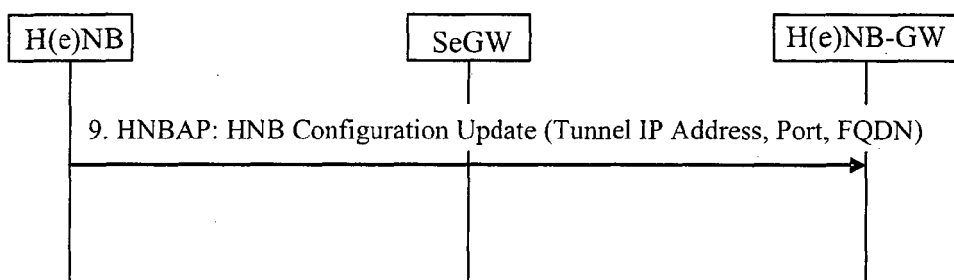 H(e)NB
SeGW
H(e)NB-GW
9. HNBAP: HNB Configuration Update (Tunnel IP Address, Port, FQDN)